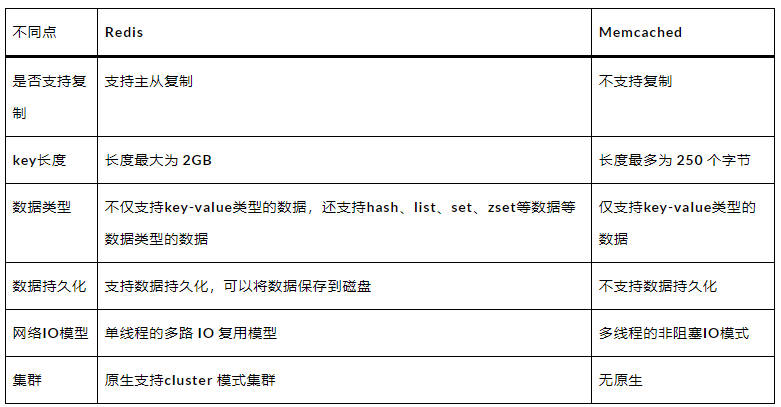 不同点 Redis Memcached
是否支持复 支持主从复制 不支持复制
制
key长度 长度最大为 2GB 长度最多为 250 个字节
数据类型 不仅支持key-value类型的数据，还支持hash、list、set、zset等数据等 仅支持key-value类型的
数据类型的数据 数据
数据持久化 支持数据持久化，可以将数据保存到磁盘 不支持数据持久化
网络IO模型 单线程的多路 IO 复用模型 多线程的非阻塞IO模式
集群 原生支持cluster 模式集群 无原生